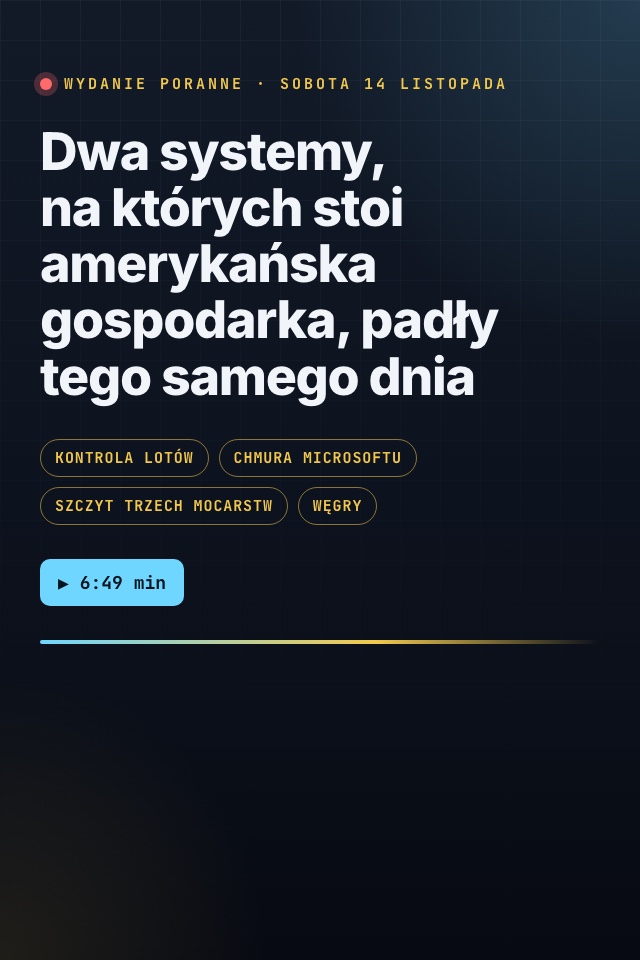 WYDANIE PORANNE · SOBOTA 14 LISTOPADA
Dwa systemy,
na których stoi
amerykańska
gospodarka, padły
tego samego dnia
KONTROLA LOTÓW
CHMURA MICROSOFTU
SZCZYT TRZECH MOCARSTW
WĘGRY
▶ 6:49 min